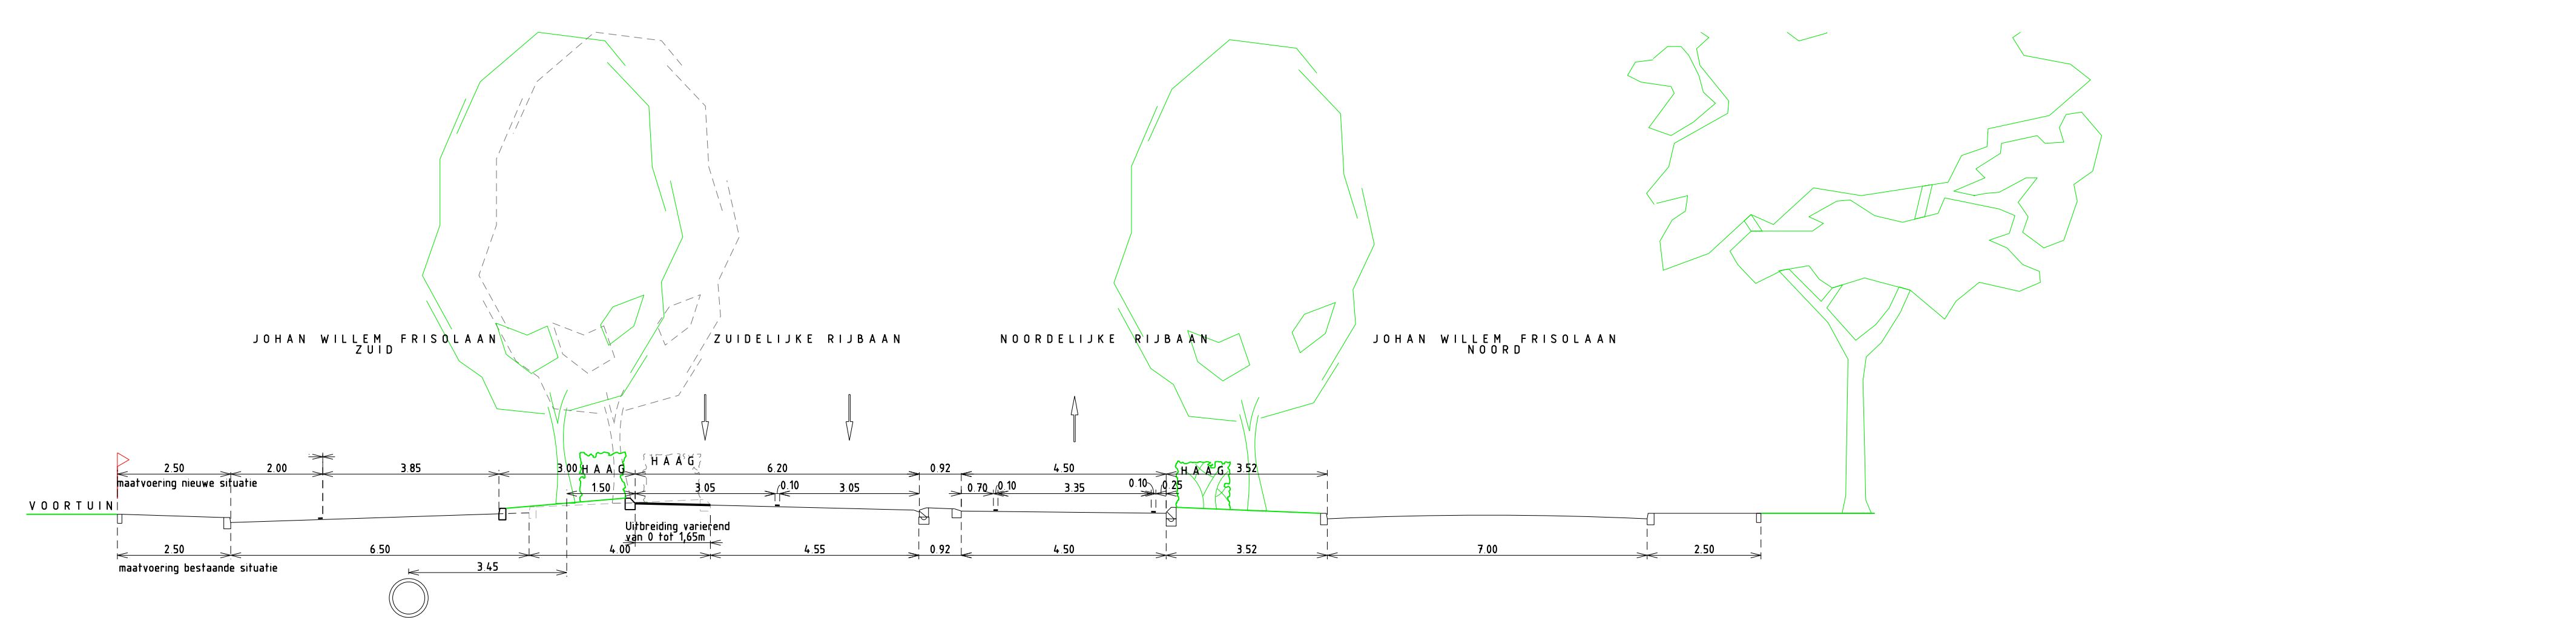 JOHAN WILLEM FRISOLAAN
ZUID
ZUIDELIJKE RIJBAAN
NOORDELIJKE RIJBAAN
JOHAN WILLEM FRISOLAAN
NOORD
HAAG
HAAG
HAAG
2.50 2.00 3.85 3.00 6.20 0.92 4.50 3.52
maatvoering nieuwe situatie
1.50 3.05 0.10 3.05 0.70 0.10 3.35 0.10 0.25
VOORTUIN
Uitbreiding varierend
van 0 tot 1,65m
2.50 6.50 4.00 4.55 0.92 4.50 3.52 7.00 2.50
maatvoering bestaande situatie
3.45